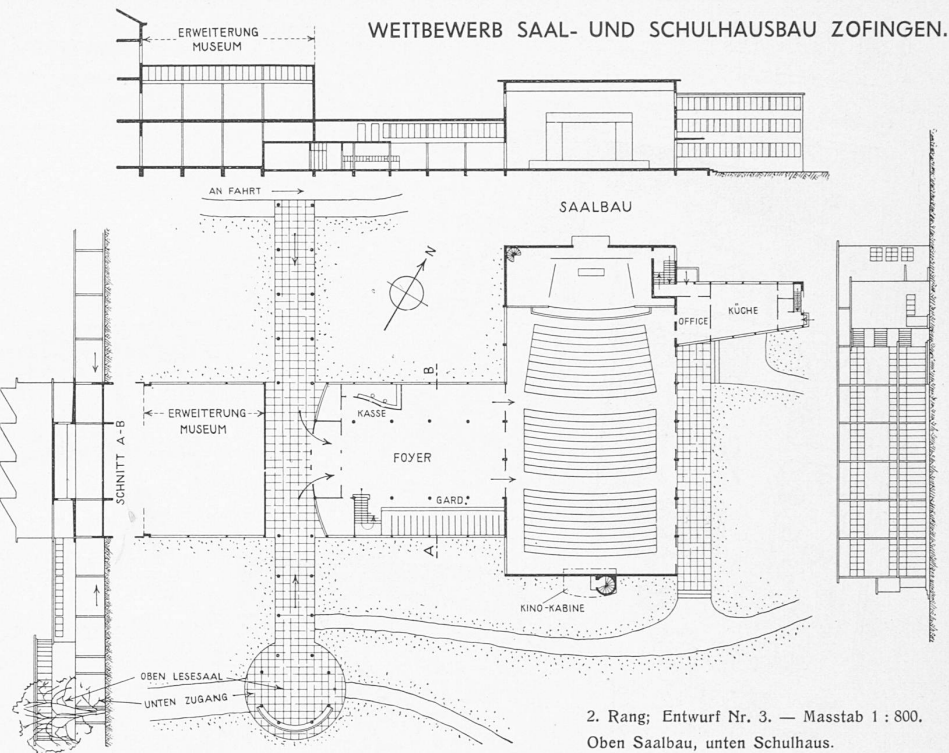 WETTBEWERB SAAL- UND SCHULHAUSBAU ZOFINGEN.
ERWEITERUNG
MUSEUM
AN FAHRT
SAALBAU
N
OFFICE
KÜCHE
SCHNITT A-B
ERWEITERUNG
MUSEUM
B
KASSE
FOYER
GARD.
A
KINO-KABINE
OBEN LESESAAL
UNTEN ZUGANG
2. Rang; Entwurf Nr. 3. — Masstab 1 : 800.
Oben Saalbau, unten Schulhaus.